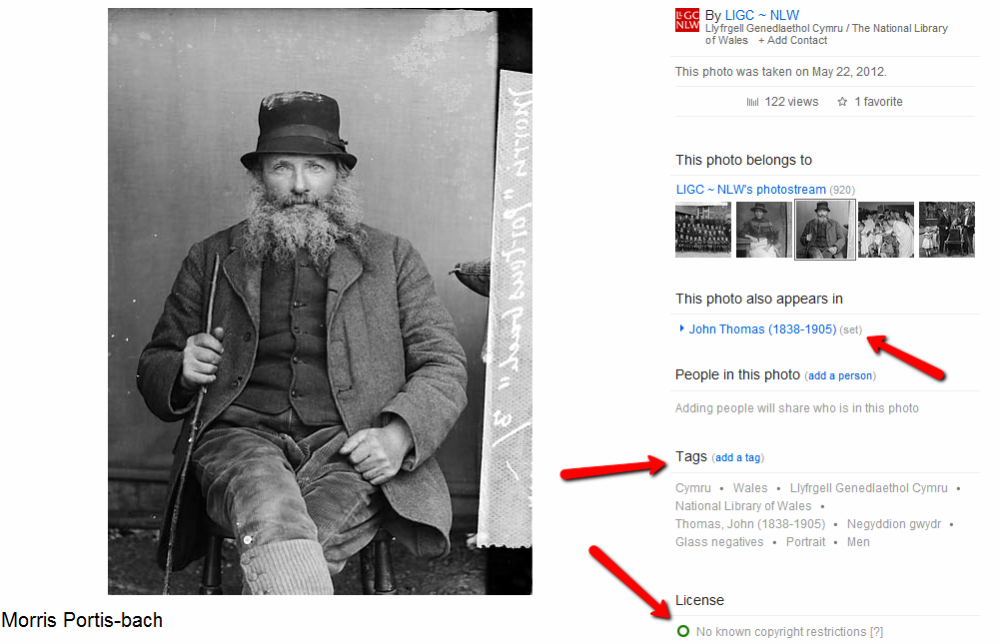 Morris
Morris Portis-bach
LlGC
NLW
By LIGC ~ NLW
Llyfrgell Genedlaethol Cymru / The National Library
of Wales + Add Contact
This photo was taken on May 22, 2012.
122 views 1 favorite
This photo belongs to
LIGC ~ NLW's photostream (920)
This photo also appears in
John Thomas (1838-1905) (set)
People in this photo (add a person)
Adding people will share who is in this photo
Tags (add a tag)
Cymru • Wales • Llyfrgell Genedlaethol Cymru •
National Library of Wales •
Thomas, John (1838-1905) • Negyddion gwydr •
Glass negatives • Portrait • Men
License
No known copyright restrictions [?]